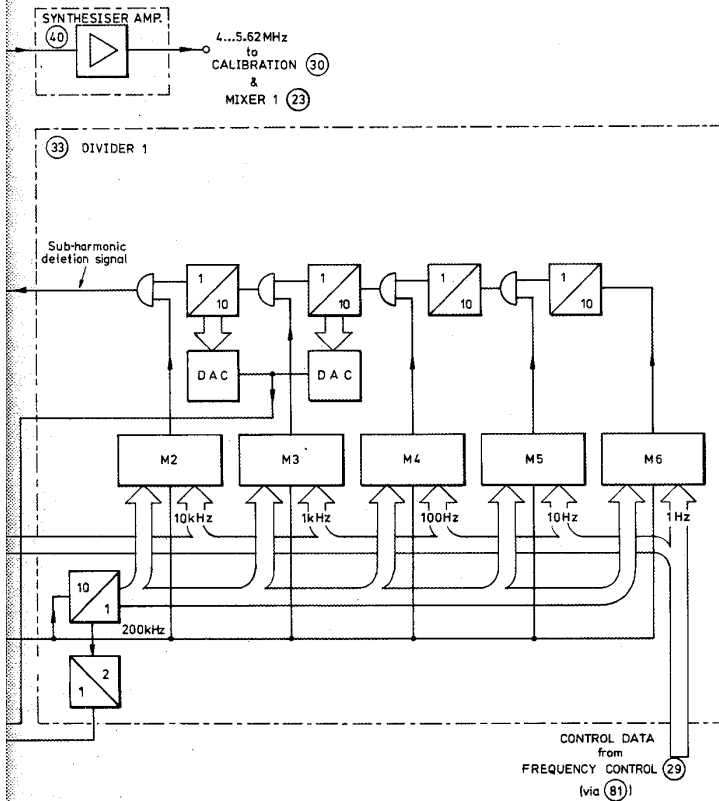 SYNTHESISER AMP.
40
4...5.62MHz
to
CALIBRATION 30
&
MIXER 1 23
33 DIVIDER 1
Sub-harmonic
deletion signal
1 10
1 10
1 10
1 10
DAC
DAC
M2
M3
M4
M5
M6
10kHz
1kHz
100Hz
10Hz
1Hz
10 1
200kHz
2
1
CONTROL DATA
from
FREQUENCY CONTROL 29
(via 81)